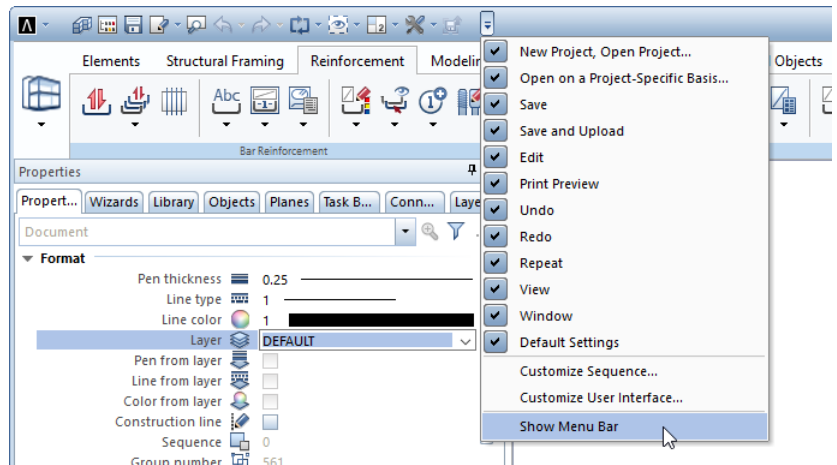 Elements Structural Framing Reinforcement Objects
Abc
Bar Reinforcement
Properties
Propert... Wizards Library Objects Planes Task B... Conn... Laye
Document
Format
Pen thickness 0.25
Line type 1
Line color 1
Layer DEFAULT
Pen from layer
Line from layer
Color from layer
Construction line
Sequence 0
Group number 561
New Project, Open Project...
Open on a Project-Specific Basis...
Save
Save and Upload
Edit
Print Preview
Undo
Redo
Repeat
View
Window
Default Settings
Customize Sequence...
Customize User Interface...
Show Menu Bar